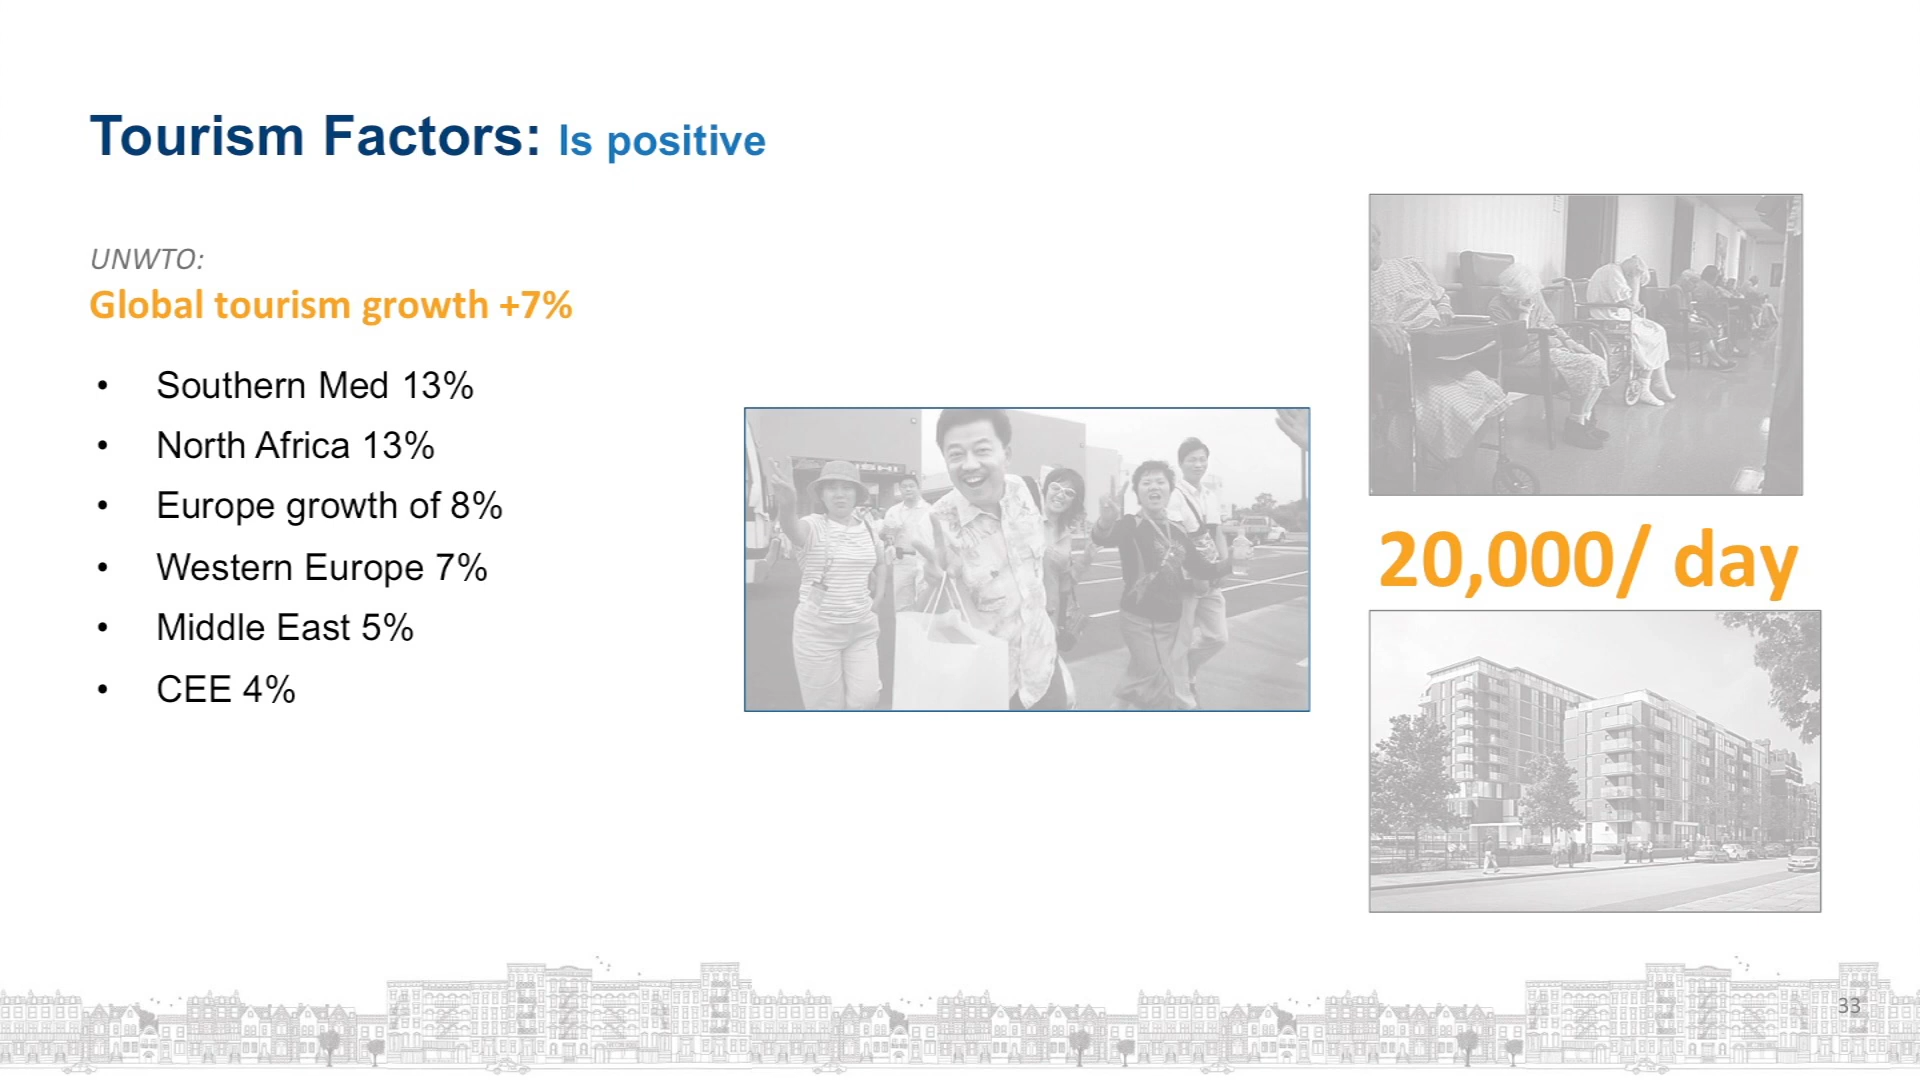 Tourism Factors: Is positive
UNWTO:
Global tourism growth +7%
• Southern Med 13%
• North Africa 13%
• Europe growth of 8%
• Western Europe 7%
• Middle East 5%
• CEE 4%
20,000/ day
33